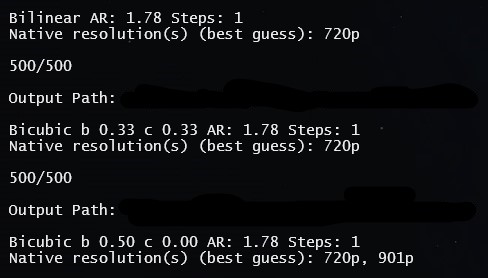 Bilinear AR: 1.78 Steps: 1
Native resolution(s) (best guess): 720p
500/500
Output Path:
Bicubic b 0.33 c 0.33 AR: 1.78 Steps: 1
Native resolution(s) (best guess): 720p
500/500
Output Path:
Bicubic b 0.50 c 0.00 AR: 1.78 Steps: 1
Native resolution(s) (best guess): 720p, 901p